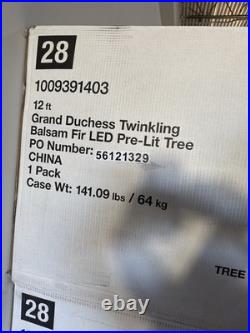 28
1009391403
12 ft
Grand Duchess Twinkling
Balsam Fir LED Pre-Lit Tree
PO Number: 56121329
CHINA
1 Pack
Case Wt: 141.09 lbs / 64 kg
TREE
28